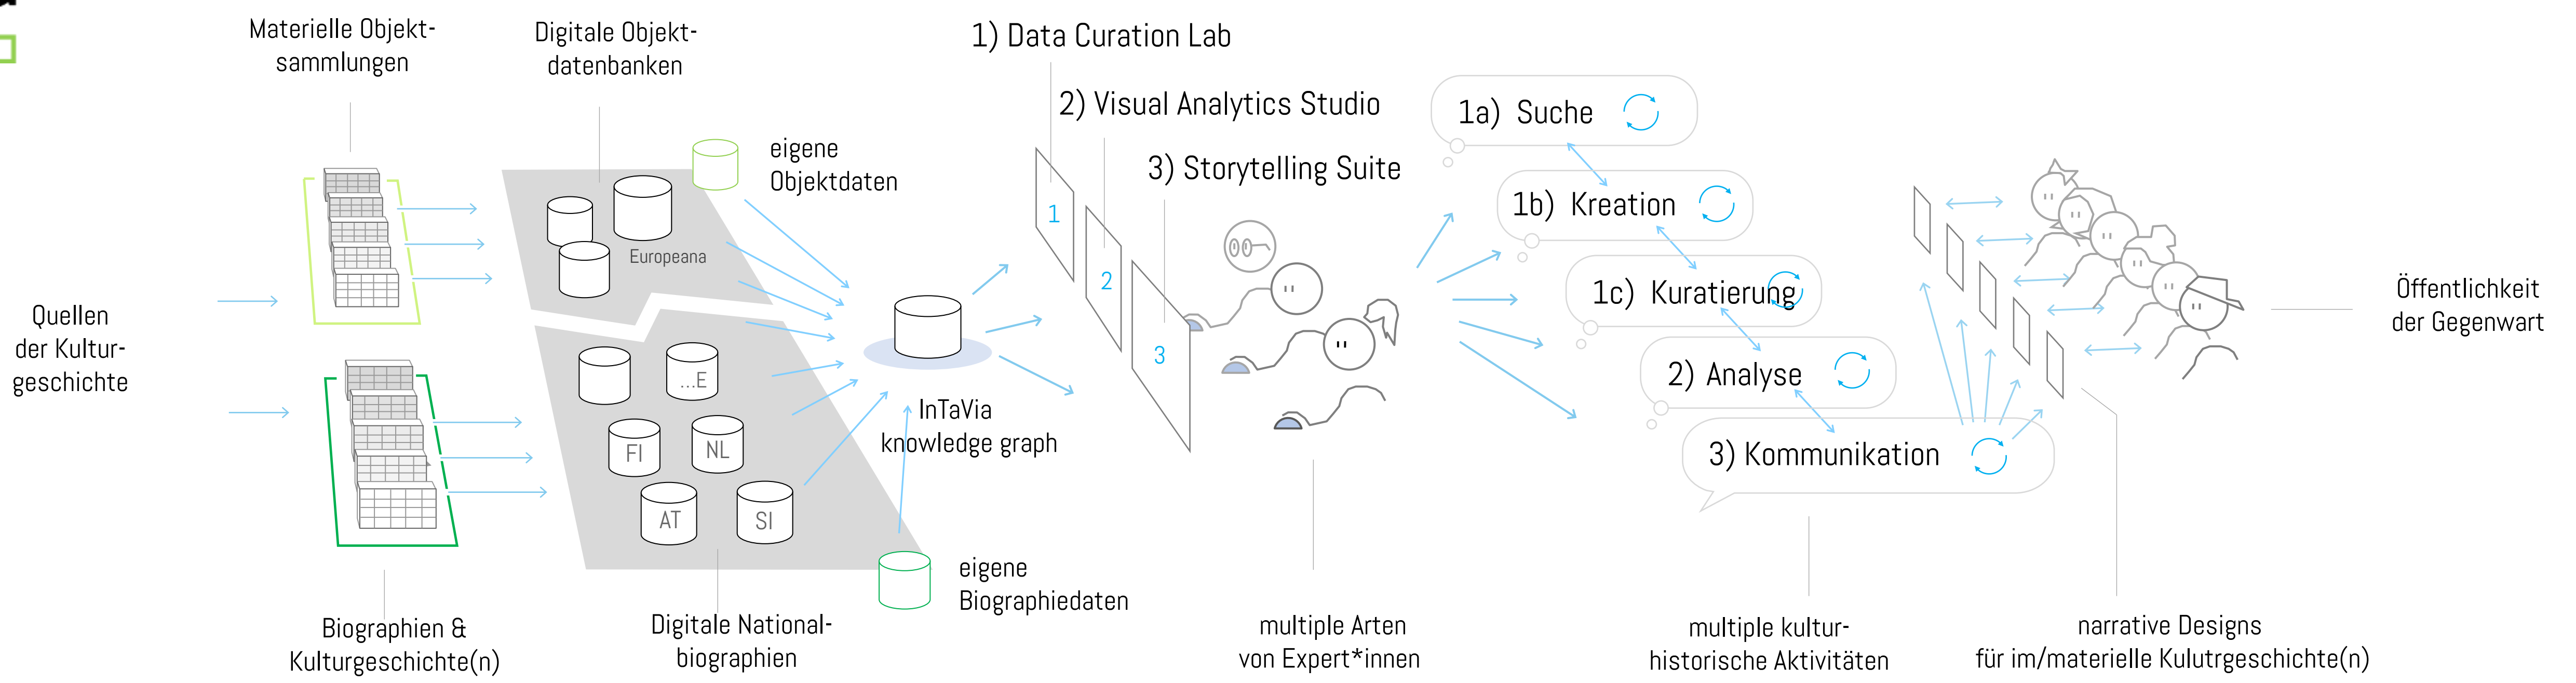 Quellen
der Kultur-
geschichte
Materielle Objekt-
sammlungen
Biographien &
Kulturgeschichte(n)
Digitale Objekt-
datenbanken
eigene
Objektdaten
Europeana
...E
FI
NL
AT
SI
Digitale National-
biographien
eigene
Biographiedaten
InTaVia
knowledge graph
1) Data Curation Lab
2) Visual Analytics Studio
3) Storytelling Suite
1
2
3
multiple Arten
von Expert*innen
1a) Suche
1b) Kreation
1c) Kuratierung
2) Analyse
3) Kommunikation
multiple kultur-
historische Aktivitäten
narrative Designs
für im/materielle Kulutrgeschichte(n)
Öffentlichkeit
der Gegenwart